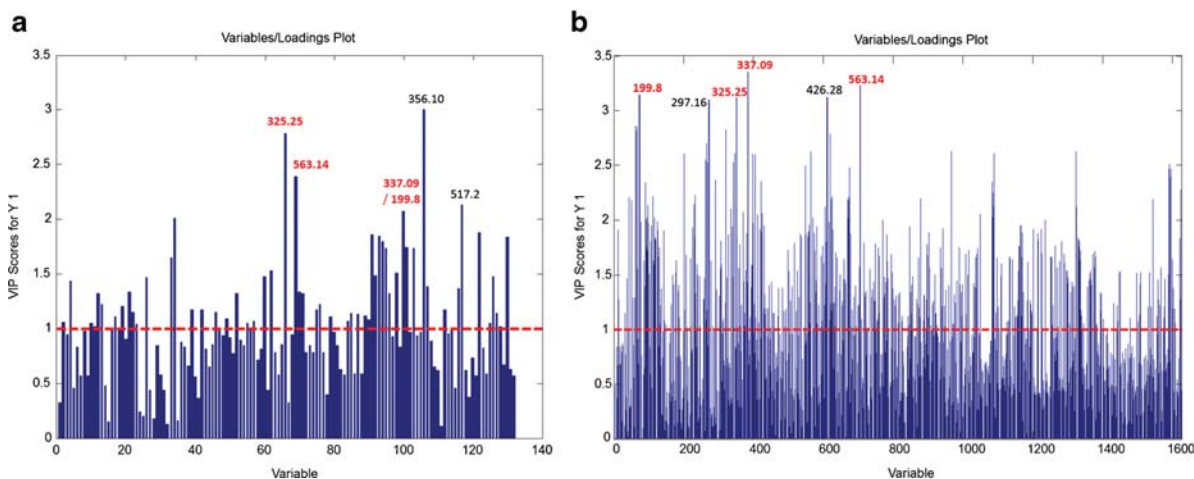 a
Variables/Loadings Plot
3.5
3
2.5
2
1.5
1
0.5
0
VIP Scores for Y 1
356.10
325.25
563.14
337.09
/ 199.8
517.2
0 20 40 60 80 100 120 140
Variable
b
Variables/Loadings Plot
3.5
3
2.5
2
1.5
1
0.5
0
VIP Scores for Y 1
337.09
199.8
297.16
325.25
426.28
563.14
0 200 400 600 800 1000 1200 1400 1600
Variable